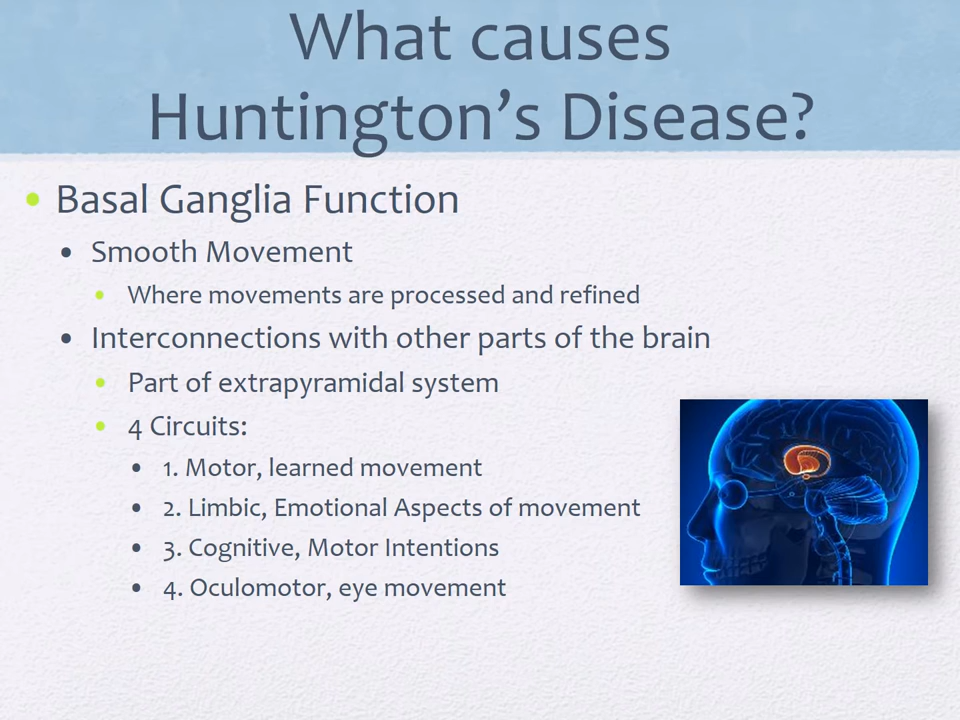 What causes
Huntington’s Disease?
• Basal Ganglia Function
• Smooth Movement
• Where movements are processed and refined
• Interconnections with other parts of the brain
• Part of extrapyramidal system
• 4 Circuits:
• 1. Motor, learned movement
• 2. Limbic, Emotional Aspects of movement
• 3. Cognitive, Motor Intentions
• 4. Oculomotor, eye movement